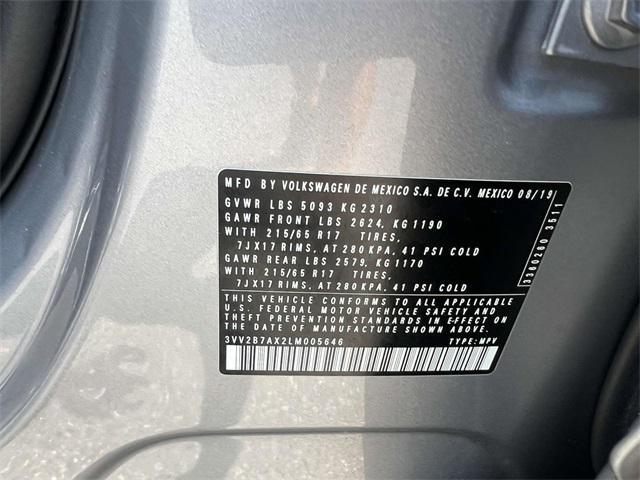 MFD BY VOLKSWAGEN DE MEXICO S.A. DE C.V. MEXICO 08/19
GVWR LBS 5093 KG 2310
GAWR FRONT LBS 2624, KG 1190
WITH 215/65 R17 TIRES,
7JX17 RIMS, AT 280 KPA, 41 PSI COLD
GAWR REAR LBS 2579, KG 1170
WITH 215/65 R17 TIRES,
7JX17 RIMS, AT 280 KPA, 41 PSI COLD
THIS VEHICLE CONFORMS TO ALL APPLICABLE
U.S. FEDERAL MOTOR VEHICLE SAFETY AND
THEFT PREVENTION STANDARDS IN EFFECT ON
THE DATE OF MANUFACTURE SHOWN ABOVE.
3VV2B7AX2LM005646 TYPE: MPV
3360260 3511